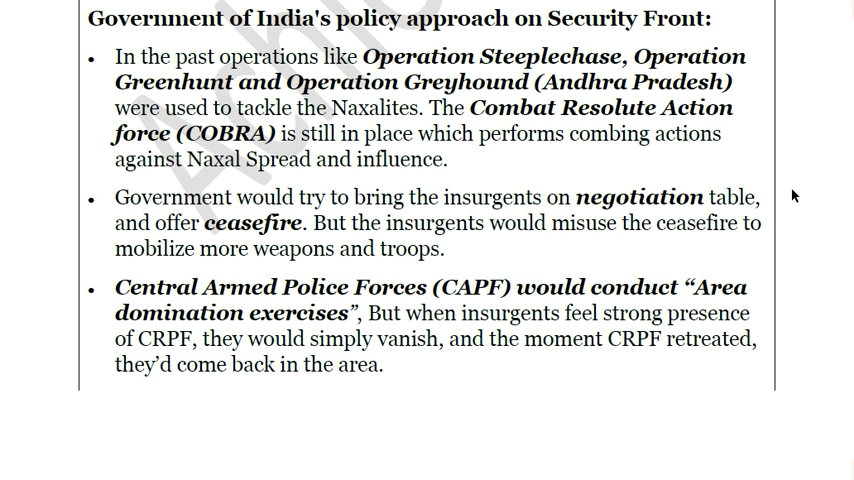 Government of India's policy approach on Security Front:
• In the past operations like Operation Steeplechase, Operation
Greenhunt and Operation Greyhound (Andhra Pradesh)
were used to tackle the Naxalites. The Combat Resolute Action
force (COBRA) is still in place which performs combing actions
against Naxal Spread and influence.
• Government would try to bring the insurgents on negotiation table,
and offer ceasefire. But the insurgents would misuse the ceasefire to
mobilize more weapons and troops.
• Central Armed Police Forces (CAPF) would conduct “Area
domination exercises”, But when insurgents feel strong presence
of CRPF, they would simply vanish, and the moment CRPF retreated,
they’d come back in the area.